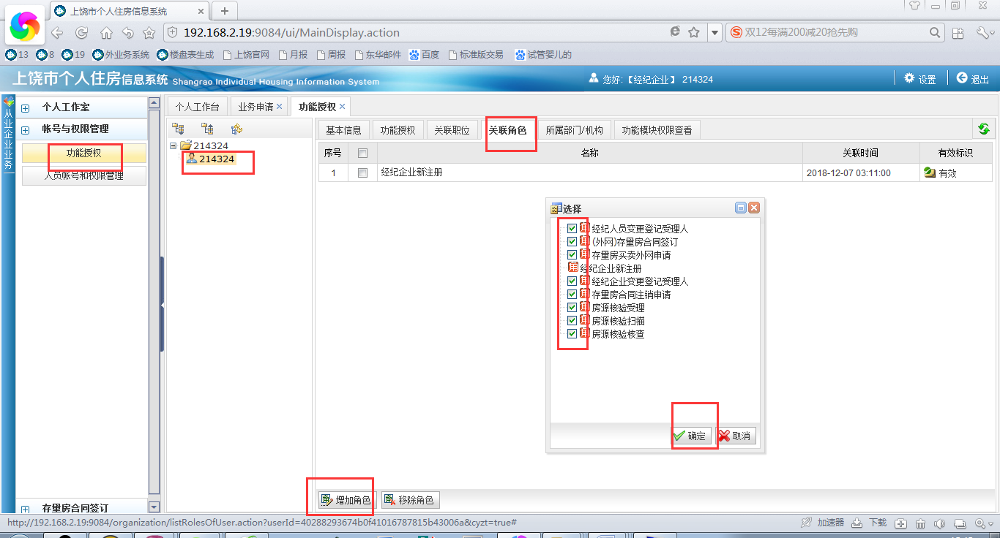 上饶市个人住房信息系统
192.168.2.19:9084/ui/MainDisplay.action
双12每满200减20抢先购
13 8 19 外业务系统 楼盘表生成 上饶官网 月报 周报 东华邮件 百度 标准版交易 试管婴儿的
上饶市个人住房信息系统 Shangrao Individual Housing Information System
您好:【经纪企业】 214324
设置 退出
从业企业业务
个人工作室
帐号与权限管理
功能授权
人员帐号和权限管理
存量房合同签订
个人工作台 业务申请 功能授权
214324
214324
基本信息 功能授权 关联职位 关联角色 所属部门/机构 功能模块权限查看
序号 名称 关联时间 有效标识
1 经纪企业新注册 2018-12-07 03:11:00 有效
选择
角 经纪人员变更登记受理人
角 (外网)存量房合同签订
角 存量房买卖外网申请
角 经纪企业新注册
角 经纪企业变更登记受理人
角 存量房合同注销申请
角 房源核验受理
角 房源核验扫描
角 房源核验核查
确定 取消
增加角色 移除角色
http://192.168.2.19:9084/organization/listRolesOfUser.action?userId=40288293674b0f41016787815b43006a&cyzt=true#
加速器 下载